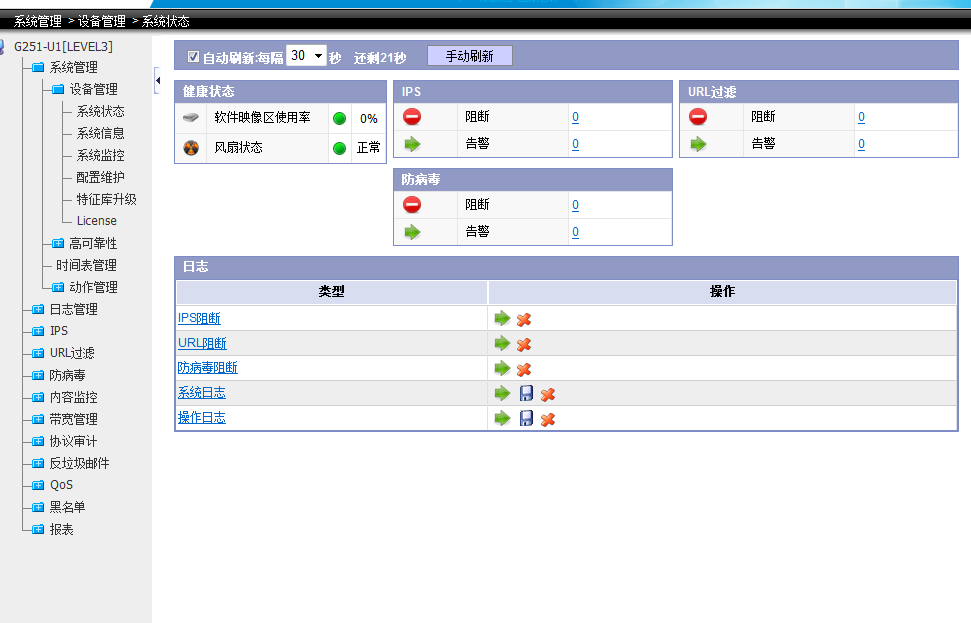 系统管理 > 设备管理 > 系统状态
G251-U1[LEVEL3]
系统管理
设备管理
系统状态
系统信息
系统监控
配置维护
特征库升级
License
高可靠性
时间表管理
动作管理
日志管理
IPS
URL过滤
防病毒
内容监控
带宽管理
协议审计
反垃圾邮件
QoS
黑名单
报表
自动刷新:每隔 30 秒 还剩21秒 手动刷新
健康状态
软件映像区使用率 0%
风扇状态 正常
IPS
阻断 0
告警 0
URL过滤
阻断 0
告警 0
防病毒
阻断 0
告警 0
日志
类型 操作
IPS阻断
URL阻断
防病毒阻断
系统日志
操作日志